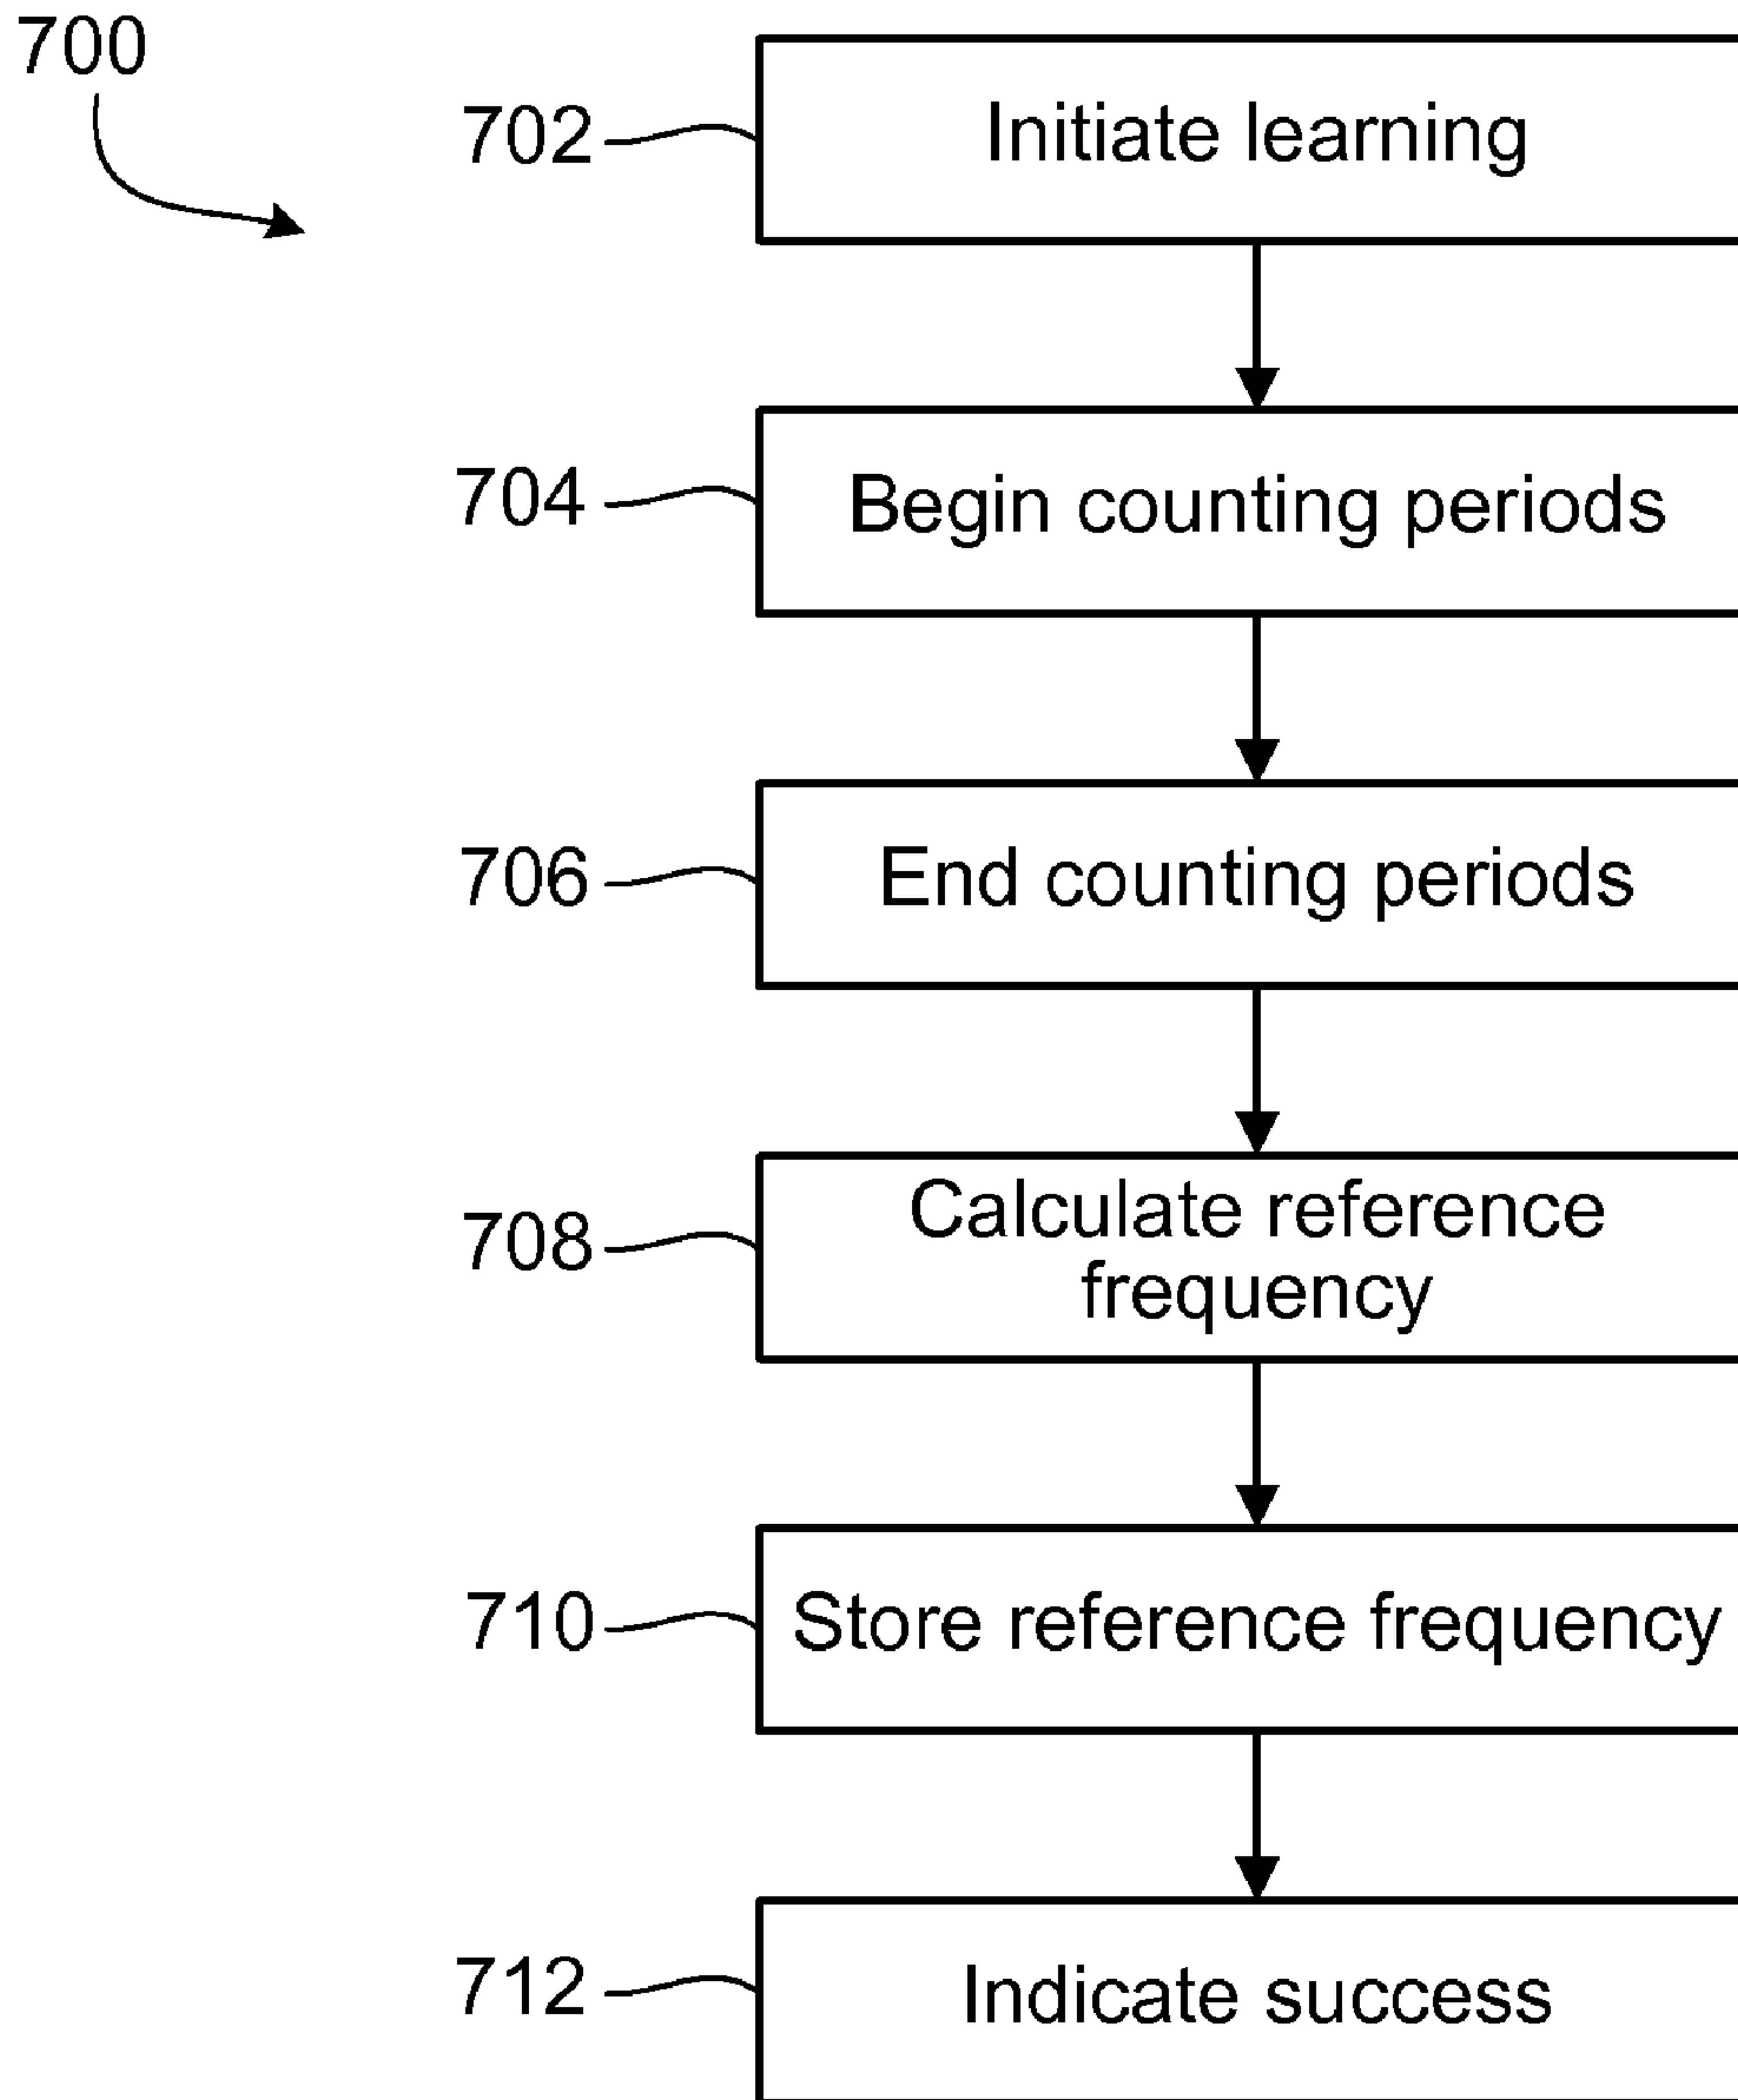 700
702
Initiate learning
704
Begin counting periods
706
End counting periods
708
Calculate reference
frequency
710
Store reference frequency
712
Indicate success